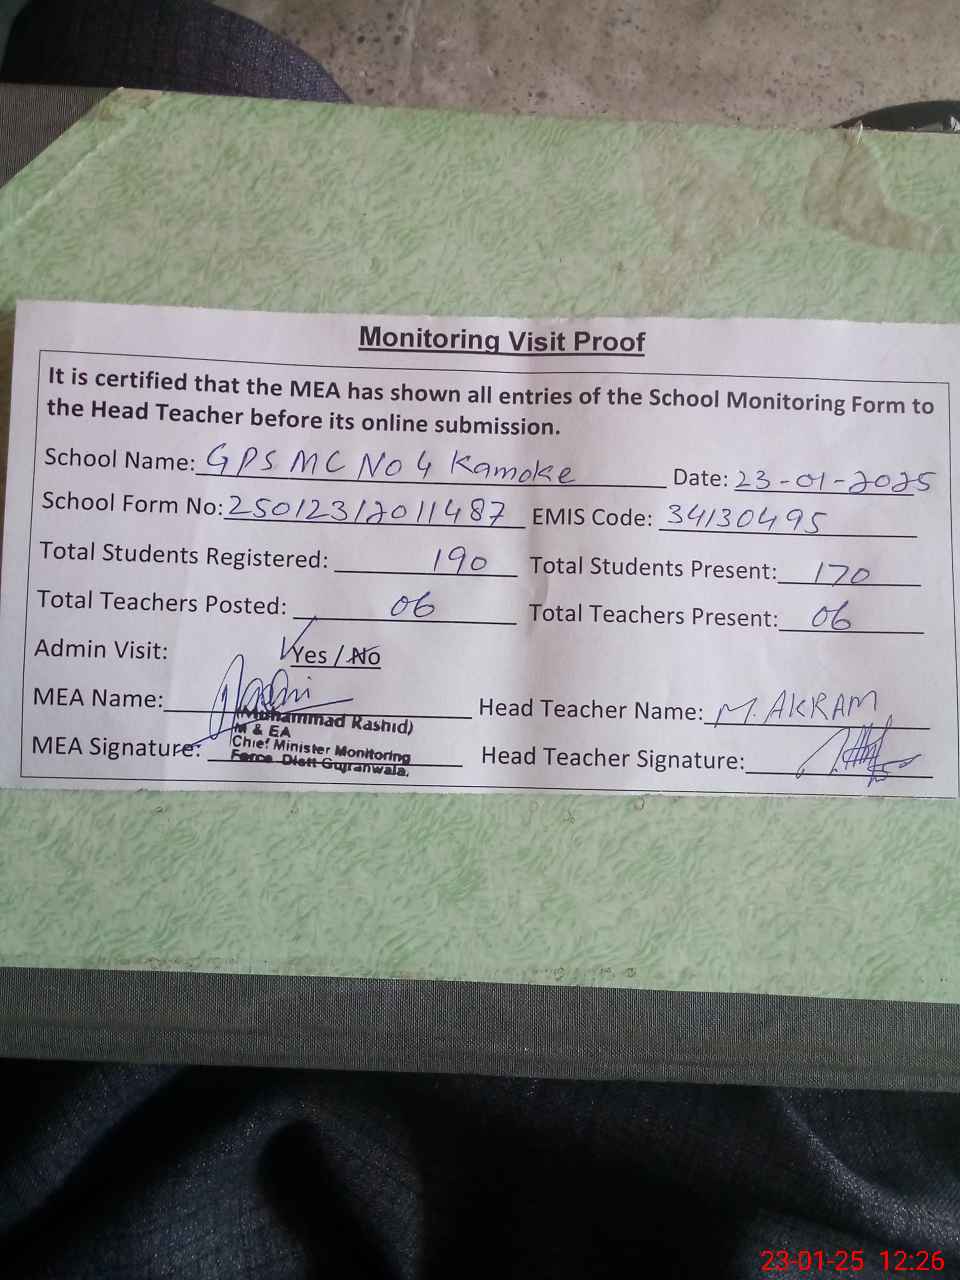 Monitoring Visit Proof
It is certified that the MEA has shown all entries of the School Monitoring Form to
the Head Teacher before its online submission.
School Name: GPS MC No 4 Kamoke Date: 23-01-2025
School Form No: 25012312011487 EMIS Code: 34130495
Total Students Registered: 190 Total Students Present: 170
Total Teachers Posted: 06 Total Teachers Present: 06
Admin Visit: Yes / No
MEA Name: Head Teacher Name: M. AKRAM
(Muhammad Rashid)
M & EA
MEA Signature: Chief Minister Monitoring Head Teacher Signature:
Force Distt Gujranwala,
23-01-25 12:26